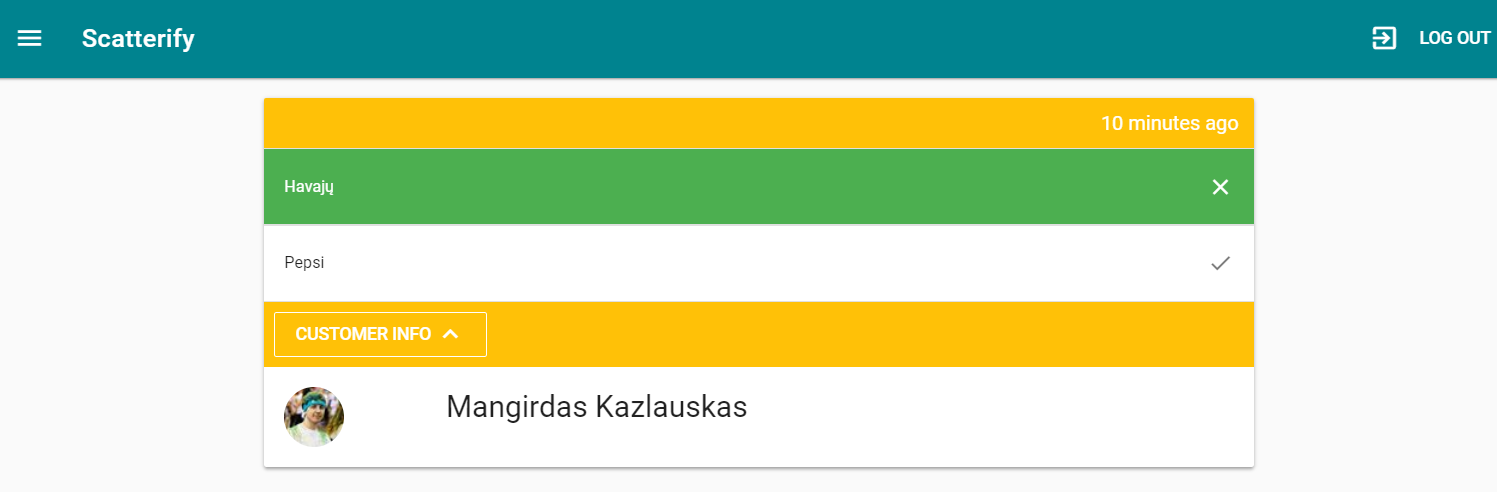 Scatterify
LOG OUT
10 minutes ago
Havajų
Pepsi
CUSTOMER INFO
Mangirdas Kazlauskas